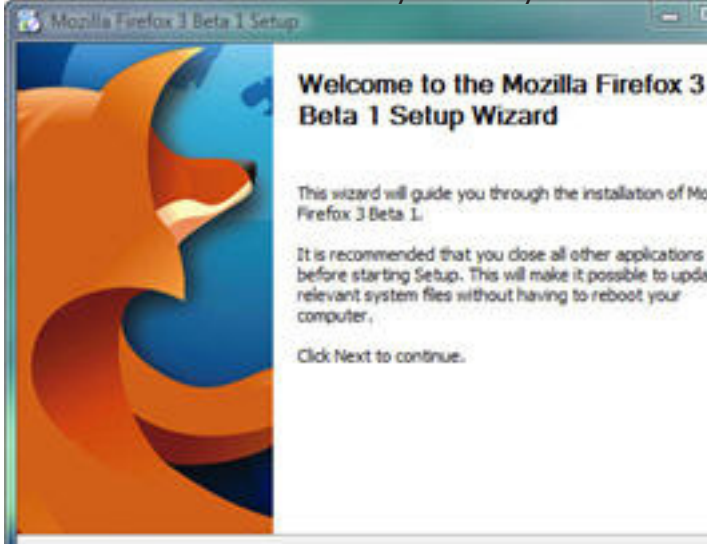 Mozilla Firefox 3 Beta 1 Setup
Welcome to the Mozilla Firefox 3
Beta 1 Setup Wizard
This wizard will guide you through the installation of Mo
Firefox 3 Beta 1.
It is recommended that you close all other applications
before starting Setup. This will make it possible to upda
relevant system files without having to reboot your
computer.
Click Next to continue.